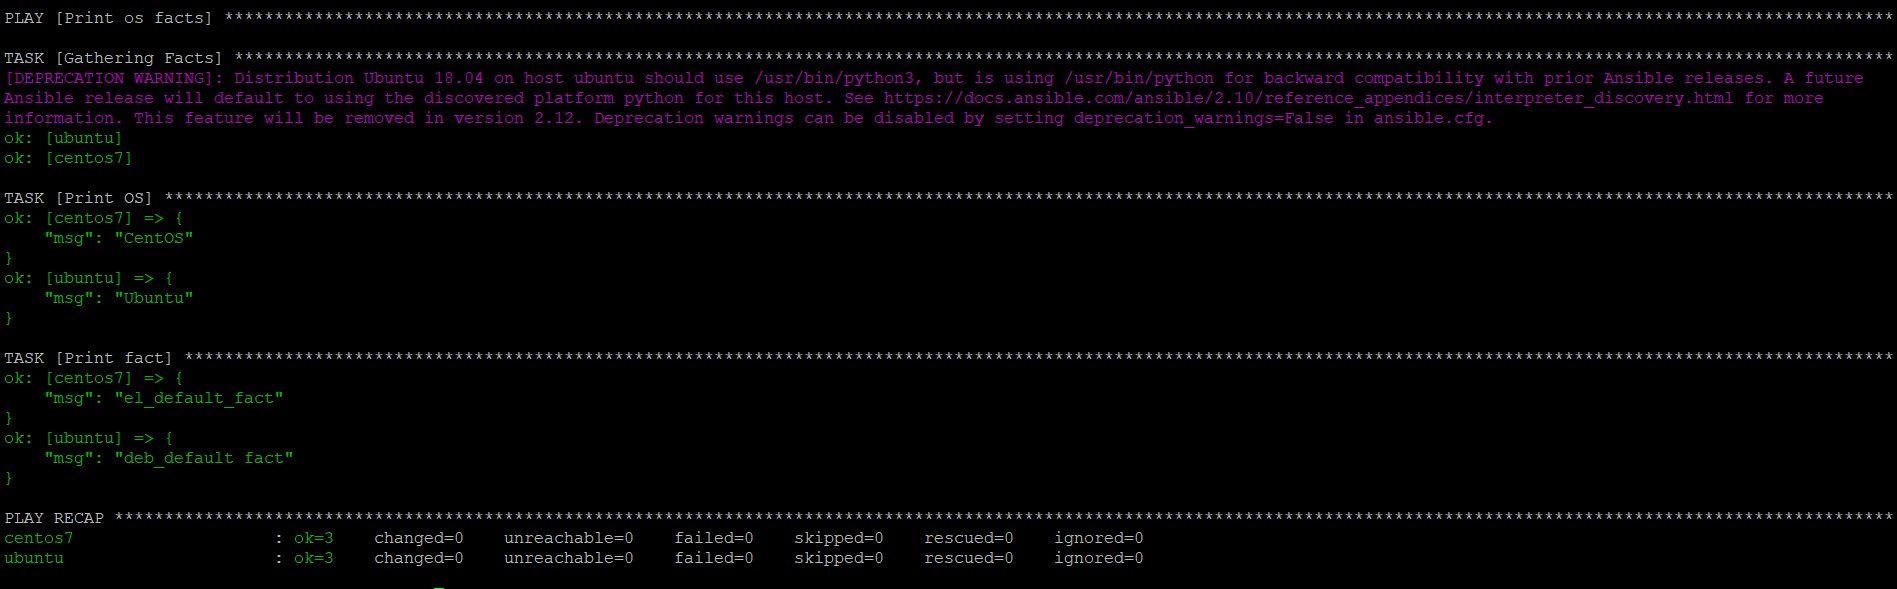 PLAY [Print os facts] ***********************************************************************************************************************************************************************
TASK [Gathering Facts] **********************************************************************************************************************************************************************
[DEPRECATION WARNING]: Distribution Ubuntu 18.04 on host ubuntu should use /usr/bin/python3, but is using /usr/bin/python for backward compatibility with prior Ansible releases. A future
Ansible release will default to using the discovered platform python for this host. See https://docs.ansible.com/ansible/2.10/reference_appendices/interpreter_discovery.html for more
information. This feature will be removed in version 2.12. Deprecation warnings can be disabled by setting deprecation_warnings=False in ansible.cfg.
ok: [ubuntu]
ok: [centos7]
TASK [Print OS] *****************************************************************************************************************************************************************************
ok: [centos7] => {
    "msg": "CentOS"
}
ok: [ubuntu] => {
    "msg": "Ubuntu"
}
TASK [Print fact] ***************************************************************************************************************************************************************************
ok: [centos7] => {
    "msg": "el_default_fact"
}
ok: [ubuntu] => {
    "msg": "deb_default fact"
}
PLAY RECAP **********************************************************************************************************************************************************************************
centos7                    : ok=3    changed=0    unreachable=0    failed=0    skipped=0    rescued=0    ignored=0
ubuntu                     : ok=3    changed=0    unreachable=0    failed=0    skipped=0    rescued=0    ignored=0